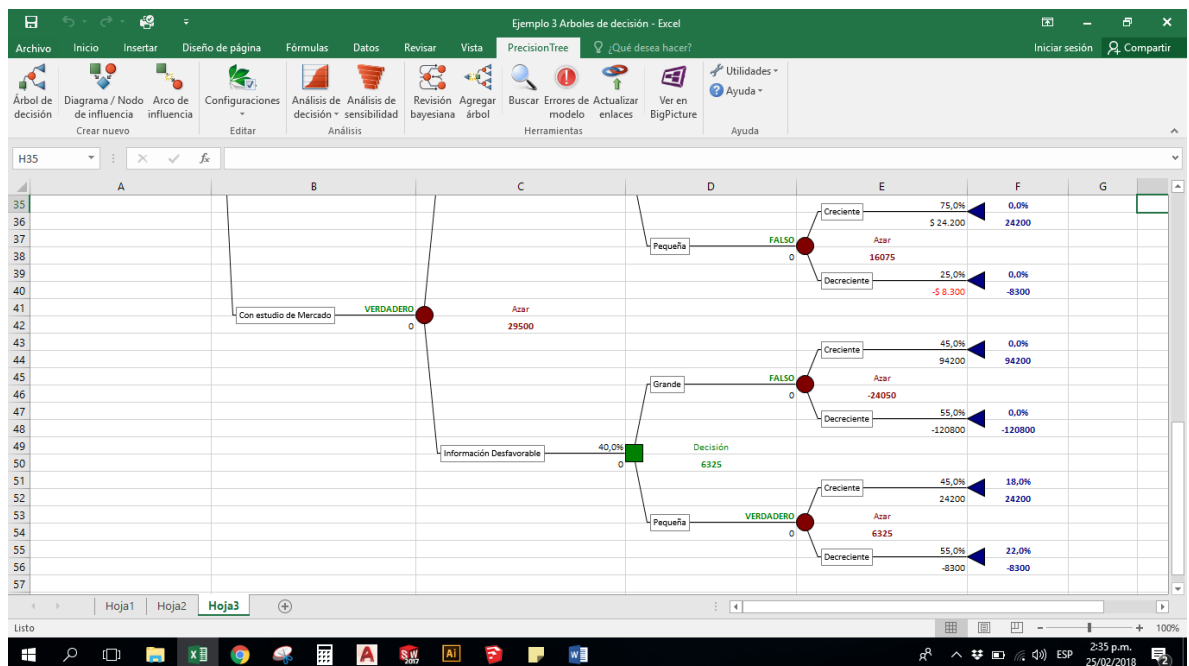 Ejemplo 3 Arboles de decisión - Excel
Archivo Inicio Insertar Diseño de página Fórmulas Datos Revisar Vista PrecisionTree ¿Qué desea hacer? Iniciar sesión Compartir
Árbol de decisión
Diagrama / Nodo de influencia
Arco de influencia
Configuraciones
Análisis de decisión
Análisis de sensibilidad
Revisión bayesiana
Agregar árbol
Buscar
Errores de modelo
Actualizar enlaces
Ver en BigPicture
Utilidades
Ayuda
Crear nuevo Editar Análisis Herramientas Ayuda
H35 fx
A B C D E F G
35 Creciente 75,0% 0,0%
36 $ 24.200 24200
37 Pequeña FALSO Azar
38 0 16075
39 Decreciente 25,0% 0,0%
40 -$ 8.300 -8300
41 Con estudio de Mercado VERDADERO Azar
42 0 29500
43 Creciente 45,0% 0,0%
44 94200 94200
45 Grande FALSO Azar
46 0 -24050
47 Decreciente 55,0% 0,0%
48 -120800 -120800
49 Información Desfavorable 40,0% Decisión
50 0 6325
51 Creciente 45,0% 18,0%
52 24200 24200
53 Pequeña VERDADERO Azar
54 0 6325
55 Decreciente 55,0% 22,0%
56 -8300 -8300
57
Hoja1 Hoja2 Hoja3
Listo 100%
SW 2017 Ai ESP 2:35 p.m.
25/02/2018